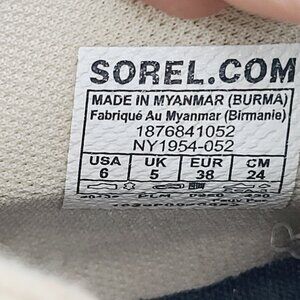 SOREL.COM
MADE IN MYANMAR (BURMA)
Fabriqué Au Myanmar (Birmanie)
1876841052
NY1954-052
USA UK EUR CM
6 5 38 24